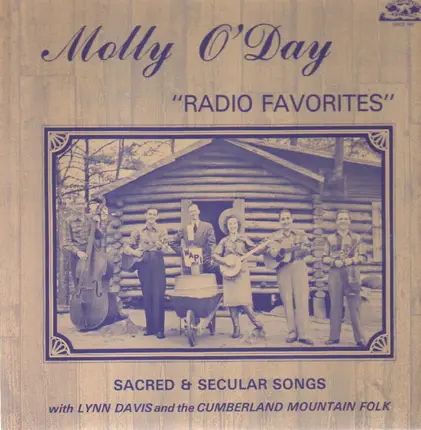 Molly O'Day
"RADIO FAVORITES"
SACRED & SECULAR SONGS
with LYNN DAVIS and the CUMBERLAND MOUNTAIN FOLK